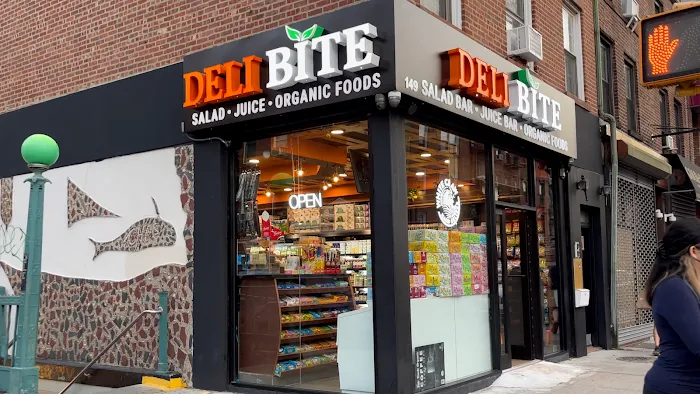 DELI BITE
SALAD • JUICE • ORGANIC FOODS
DELI BITE
149 SALAD BAR • JUICE BAR • ORGANIC FOODS
OPEN